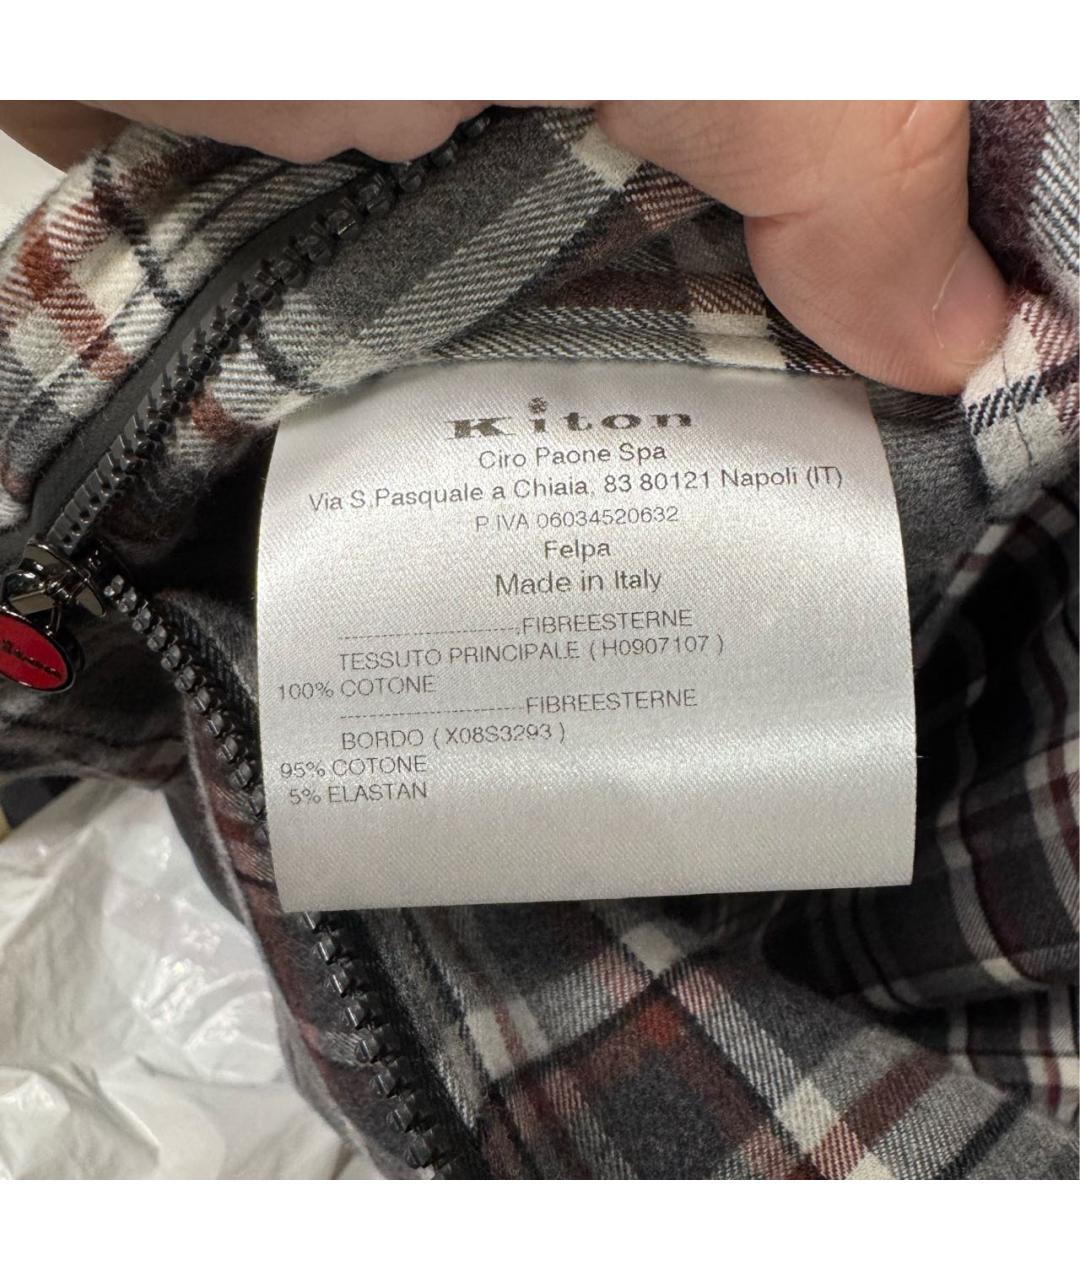 Kiton
Ciro Paone Spa
Via S.Pasquale a Chiaia, 83 80121 Napoli (IT)
P.IVA 06034520632
Felpa
Made in Italy
------------------------.FIBREESTERNE
TESSUTO PRINCIPALE ( H0907107 )
100% COTONE
------------------------.FIBREESTERNE
BORDO ( X08S3293 )
95% COTONE
5% ELASTAN